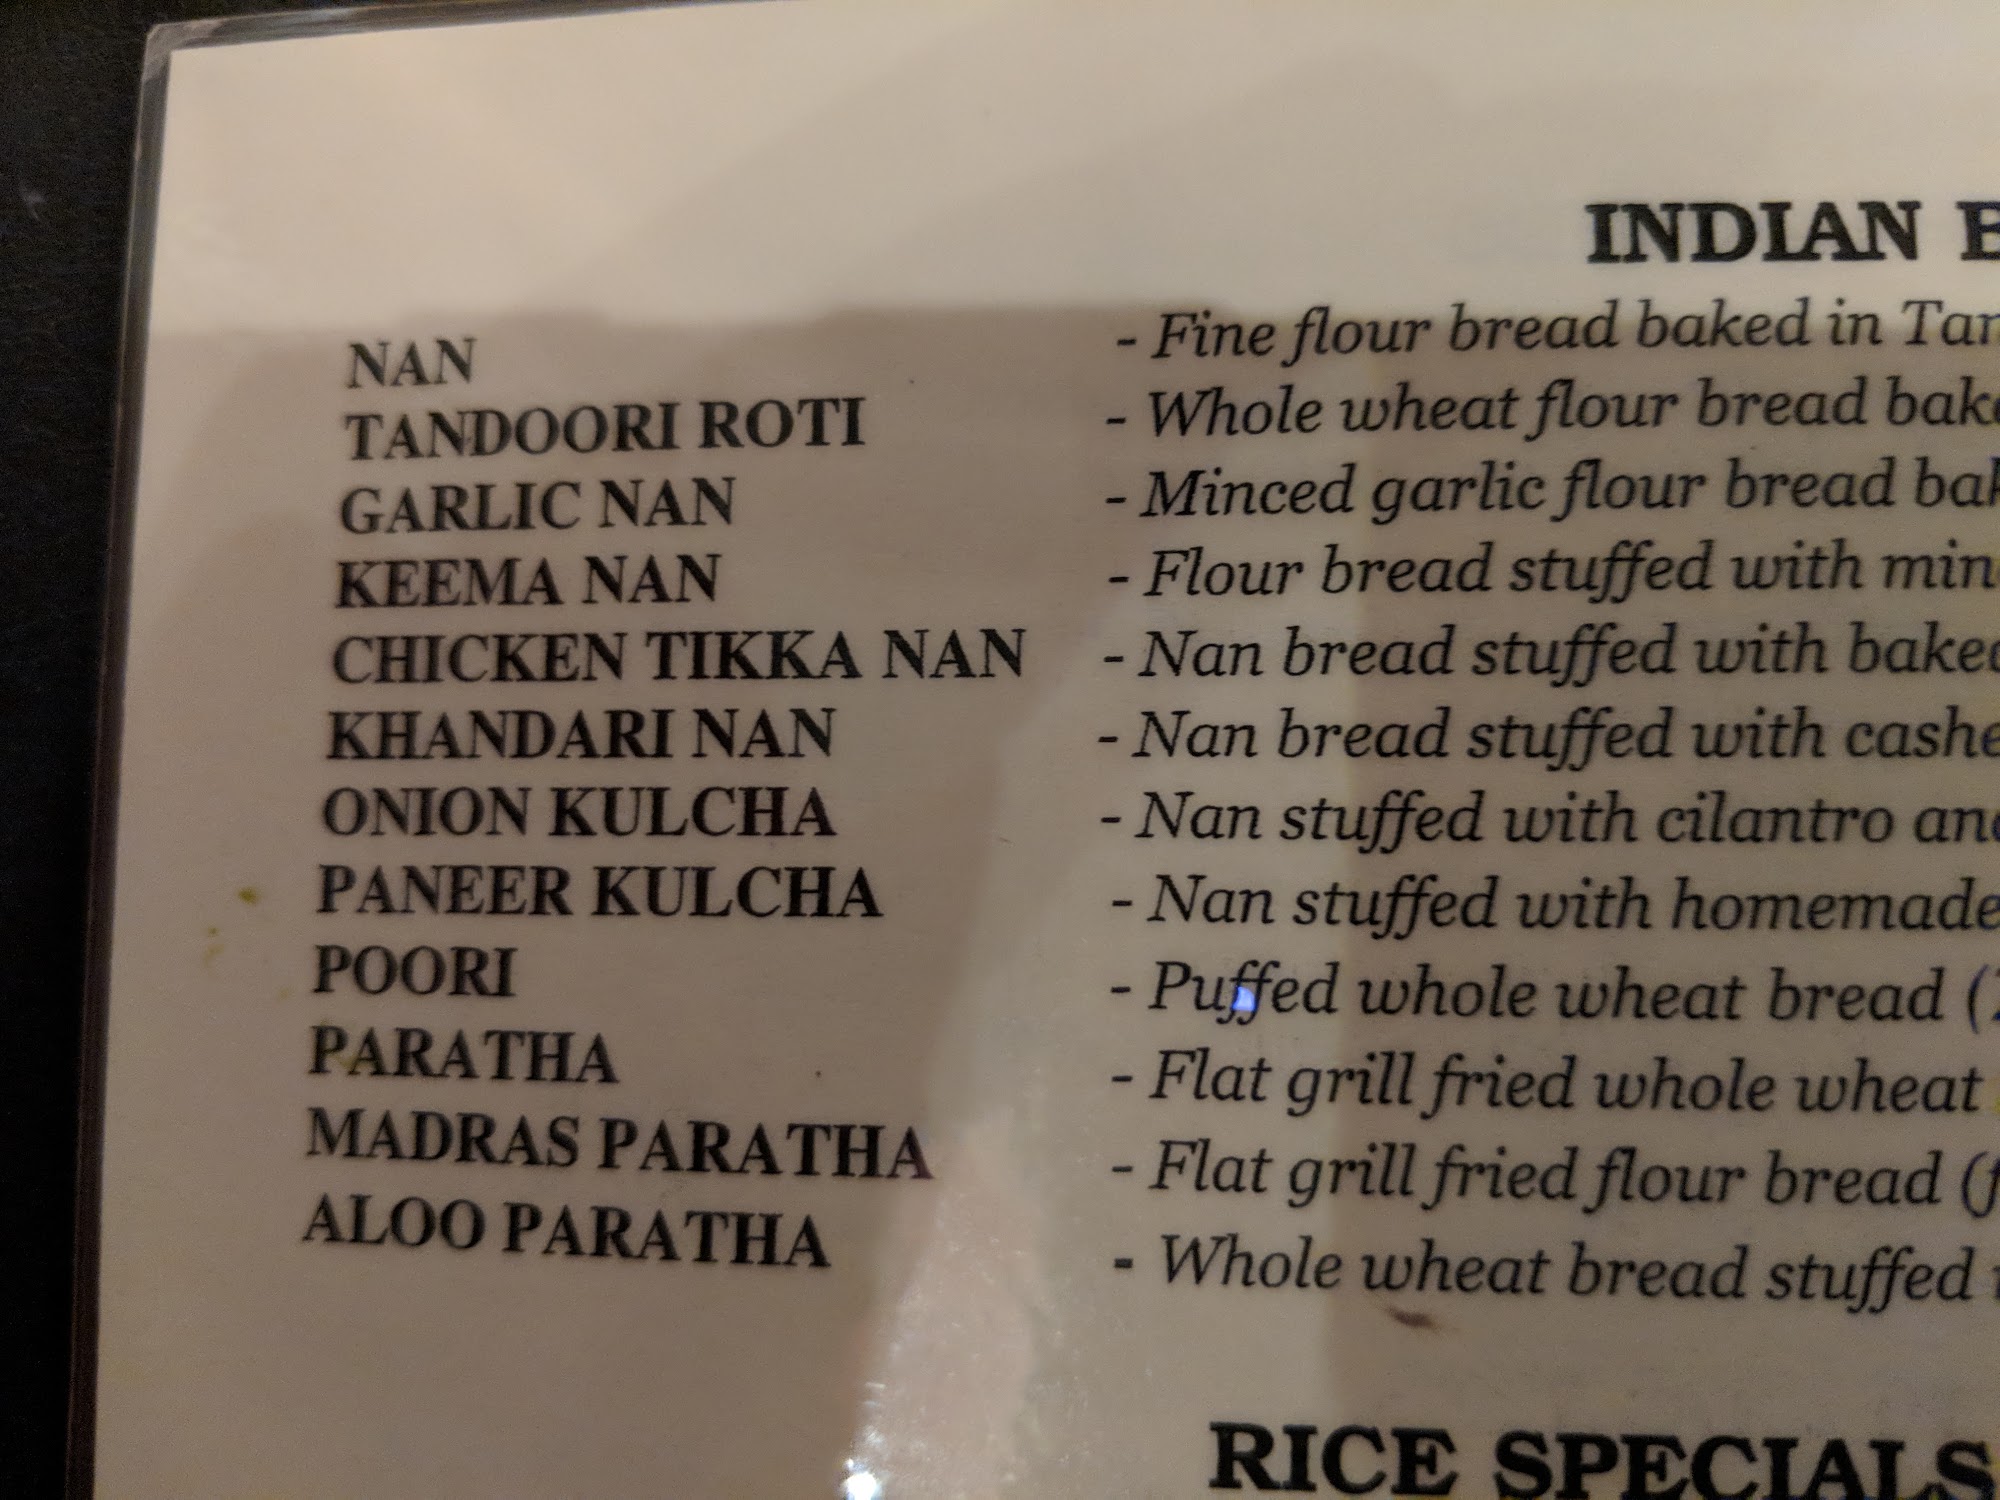 INDIAN B
NAN - Fine flour bread baked in Tan
TANDOORI ROTI - Whole wheat flour bread bake
GARLIC NAN - Minced garlic flour bread bak
KEEMA NAN - Flour bread stuffed with minc
CHICKEN TIKKA NAN - Nan bread stuffed with baked
KHANDARI NAN - Nan bread stuffed with cashe
ONION KULCHA - Nan stuffed with cilantro and
PANEER KULCHA - Nan stuffed with homemade
POORI - Puffed whole wheat bread (2
PARATHA - Flat grill fried whole wheat
MADRAS PARATHA - Flat grill fried flour bread (f
ALOO PARATHA - Whole wheat bread stuffed
RICE SPECIALS